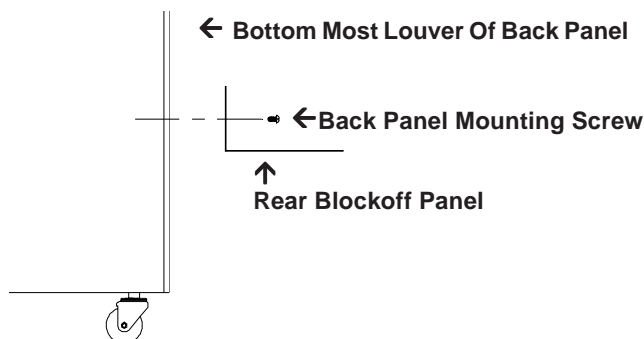 Bottom Most Louver Of Back Panel
Back Panel Mounting Screw
Rear Blockoff Panel